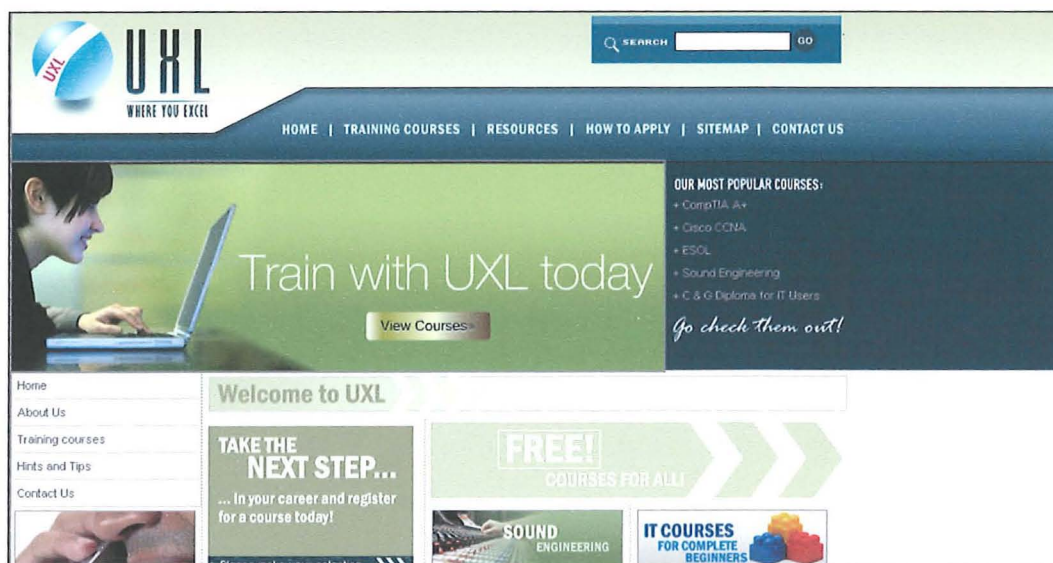 UXL
UXL
WHERE YOU EXCEL
SEARCH GO
HOME | TRAINING COURSES | RESOURCES | HOW TO APPLY | SITEMAP | CONTACT US
Train with UXL today
View Courses»
OUR MOST POPULAR COURSES:
+ CompTIA A+
+ Cisco CCNA
+ ESOL
+ Sound Engineering
+ C & G Diploma for IT Users
Go check them out!
Home
About Us
Training courses
Hints and Tips
Contact Us
Welcome to UXL
TAKE THE
NEXT STEP...
... In your career and register
for a course today!
FREE!
COURSES FOR ALL!
SOUND
ENGINEERING
IT COURSES
FOR COMPLETE
BEGINNERS